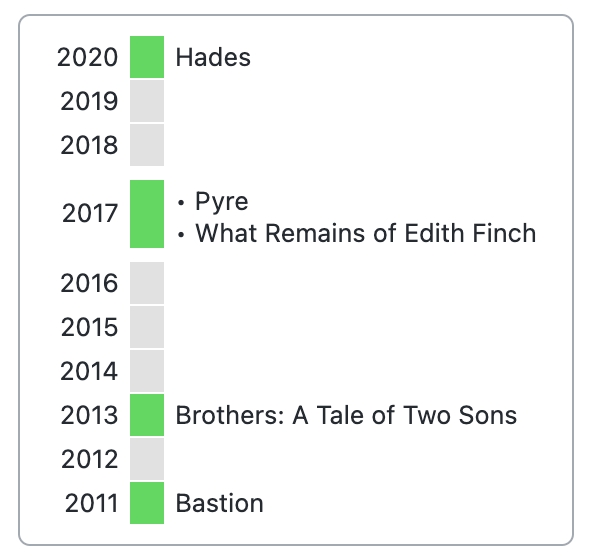 2020 Hades
2019
2018
2017
• Pyre
• What Remains of Edith Finch
2016
2015
2014
2013 Brothers: A Tale of Two Sons
2012
2011 Bastion